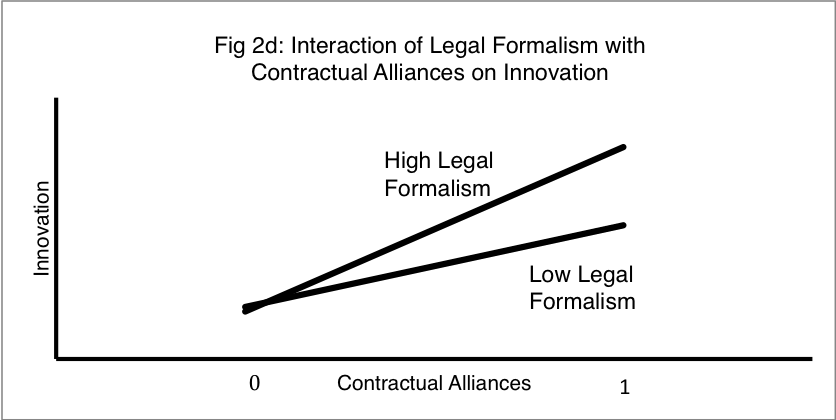 Fig 2d: Interaction of Legal Formalism with
Contractual Alliances on Innovation
High Legal
Formalism
Innovation
Low Legal
Formalism
0 Contractual Alliances 1